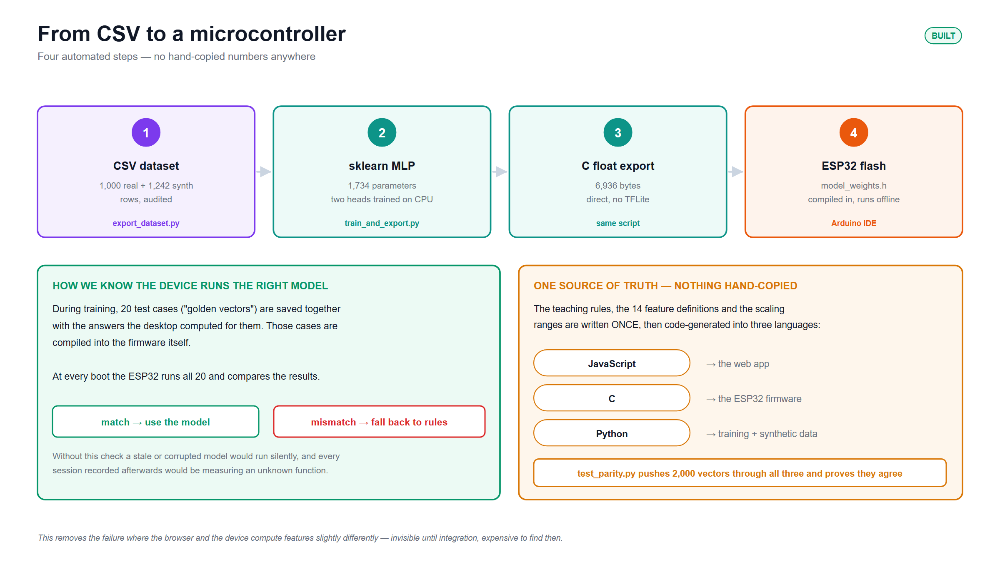 From CSV to a microcontroller
BUILT
Four automated steps — no hand-copied numbers anywhere
1
CSV dataset
1,000 real + 1,242 synth
rows, audited
export_dataset.py
2
sklearn MLP
1,734 parameters
two heads trained on CPU
train_and_export.py
3
C float export
6,936 bytes
direct, no TFLite
same script
4
ESP32 flash
model_weights.h
compiled in, runs offline
Arduino IDE
HOW WE KNOW THE DEVICE RUNS THE RIGHT MODEL
During training, 20 test cases ("golden vectors") are saved together
with the answers the desktop computed for them. Those cases are
compiled into the firmware itself.
At every boot the ESP32 runs all 20 and compares the results.
match → use the model
mismatch → fall back to rules
Without this check a stale or corrupted model would run silently, and every
session recorded afterwards would be measuring an unknown function.
ONE SOURCE OF TRUTH — NOTHING HAND-COPIED
The teaching rules, the 14 feature definitions and the scaling
ranges are written ONCE, then code-generated into three languages:
JavaScript → the web app
C → the ESP32 firmware
Python → training + synthetic data
test_parity.py pushes 2,000 vectors through all three and proves they agree
This removes the failure where the browser and the device compute features slightly differently — invisible until integration, expensive to find then.